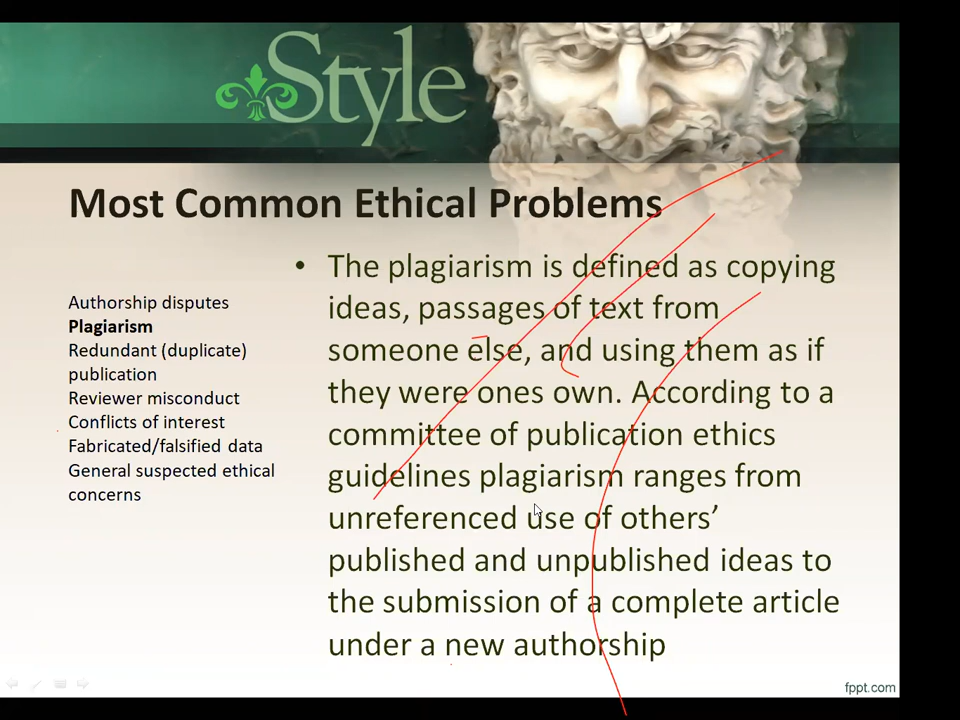 Style
Most Common Ethical Problems
Authorship disputes
Plagiarism
Redundant (duplicate)
publication
Reviewer misconduct
Conflicts of interest
Fabricated/falsified data
General suspected ethical
concerns
• The plagiarism is defined as copying
ideas, passages of text from
someone else, and using them as if
they were ones own. According to a
committee of publication ethics
guidelines plagiarism ranges from
unreferenced use of others’
published and unpublished ideas to
the submission of a complete article
under a new authorship
fppt.com